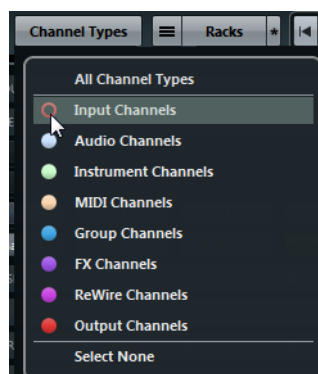 Channel Types Racks *
All Channel Types
Input Channels
Audio Channels
Instrument Channels
MIDI Channels
Group Channels
FX Channels
ReWire Channels
Output Channels
Select None